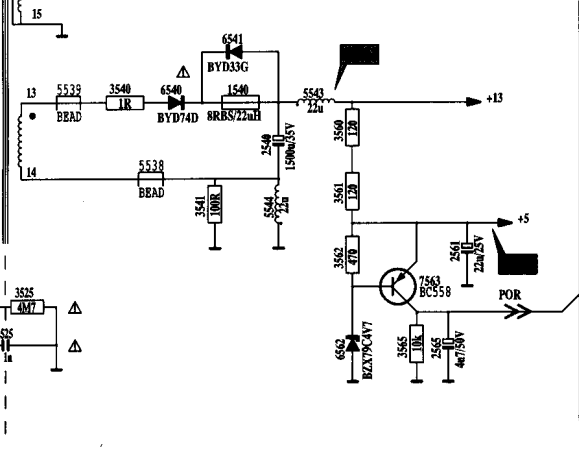 15
6541
BYD33G
13
5539
BEAD
3540
1R
6540
BYD74D
1540
8RBS/22uH
5543
22u
+13
2540
1500u/35V
3560
120
14
5538
BEAD
3541
100R
5544
22u
3561
120
+5
3562
470
2561
22u/25V
7563
BC558
POR
3525
4M7
525
1n
6562
BZX79C4V7
3565
10k
2565
4n7/50V